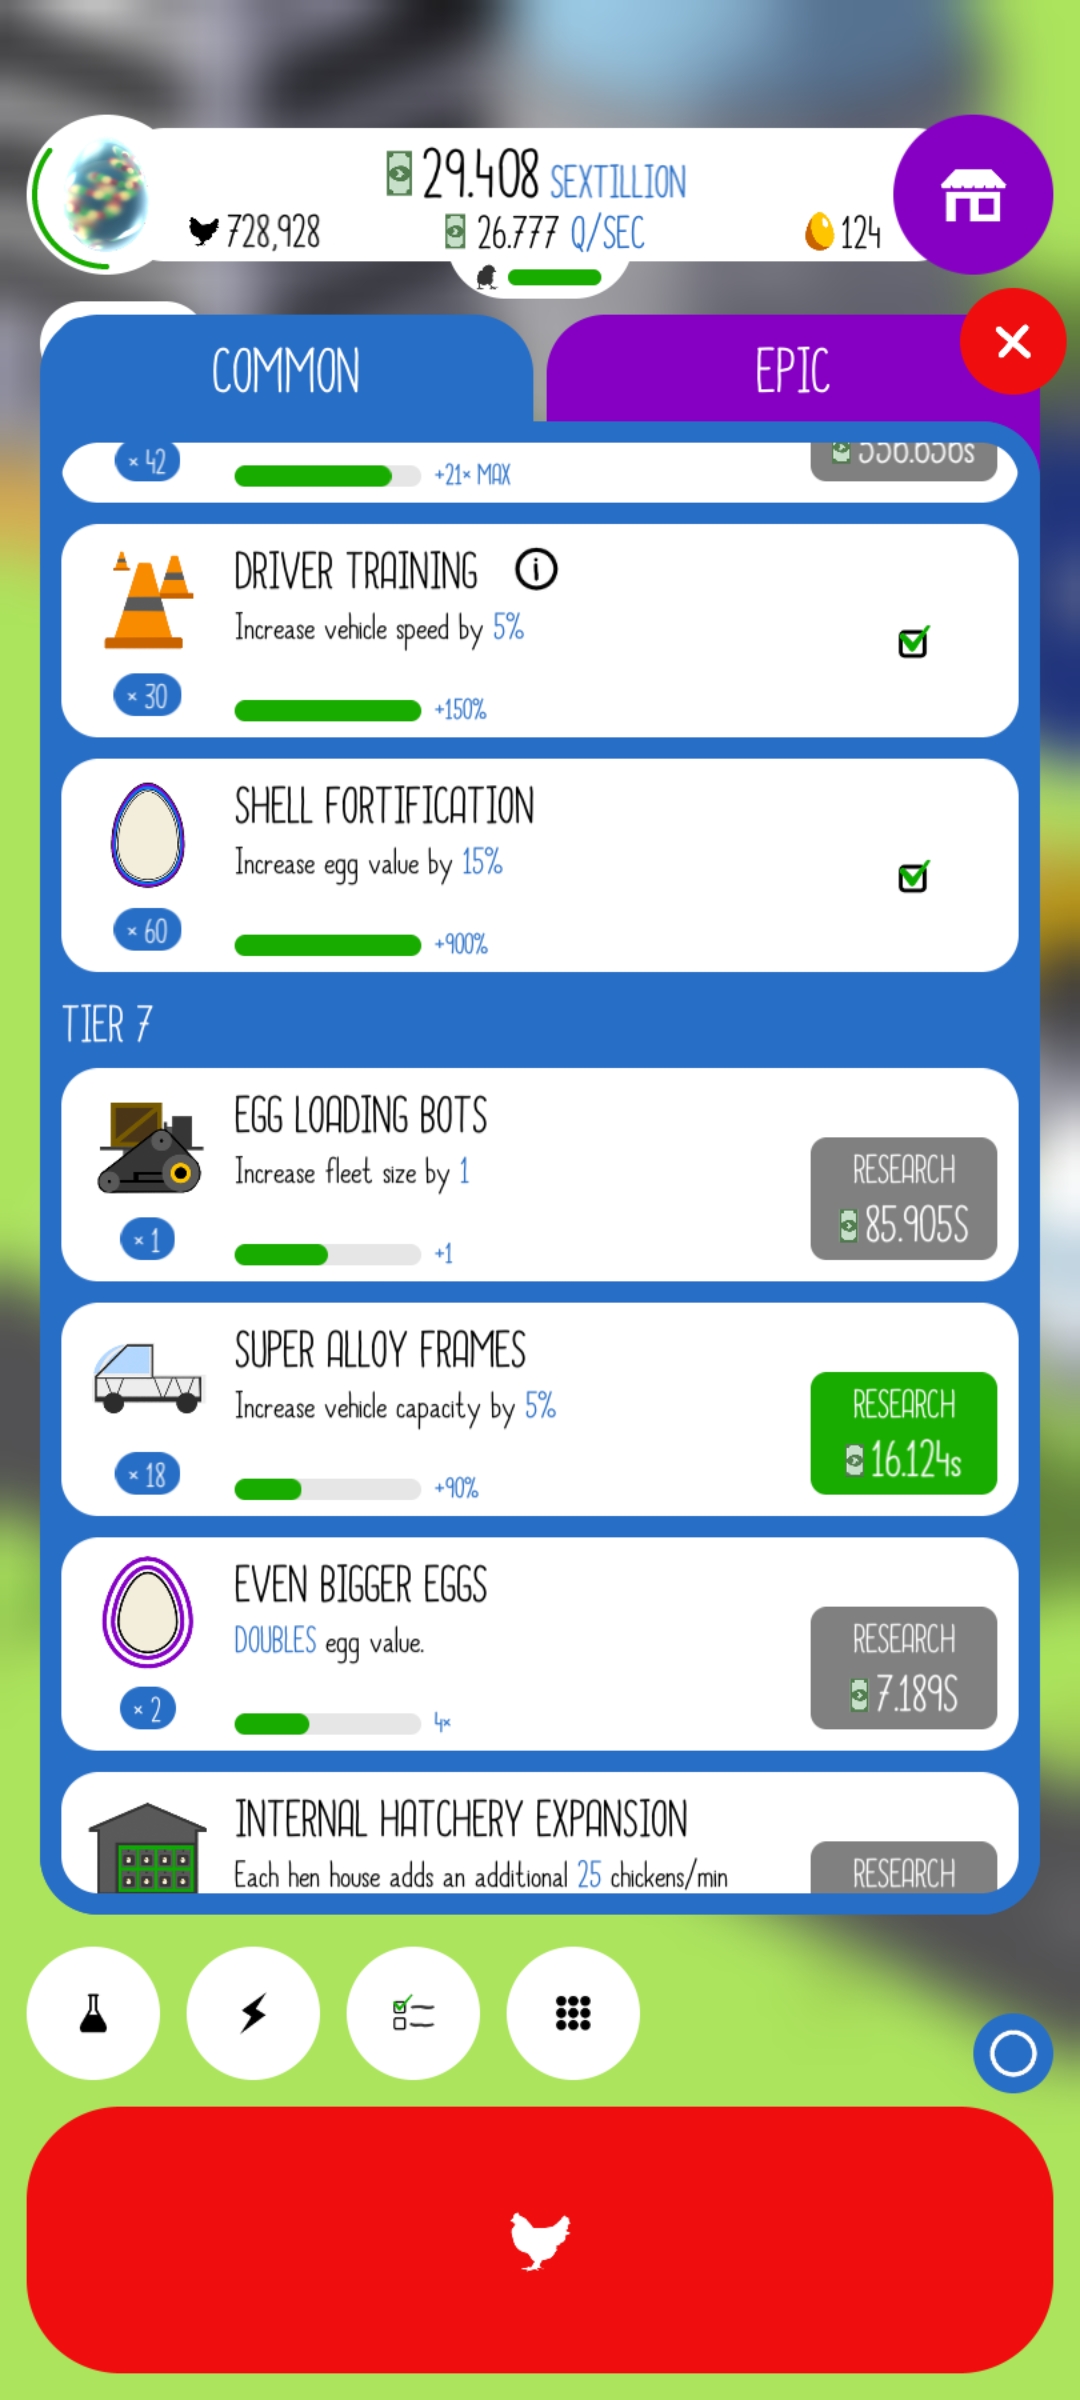 29.408 SEXTILLION
728,928
26.777 Q/SEC
124
COMMON
EPIC
× 42
+21× MAX
556.656s
DRIVER TRAINING i
Increase vehicle speed by 5%
× 30
+150%
SHELL FORTIFICATION
Increase egg value by 15%
× 60
+900%
TIER 7
EGG LOADING BOTS
Increase fleet size by 1
RESEARCH
85.905S
× 1
+1
SUPER ALLOY FRAMES
Increase vehicle capacity by 5%
RESEARCH
16.124s
× 18
+90%
EVEN BIGGER EGGS
DOUBLES egg value.
RESEARCH
7.189S
× 2
4×
INTERNAL HATCHERY EXPANSION
Each hen house adds an additional 25 chickens/min
RESEARCH